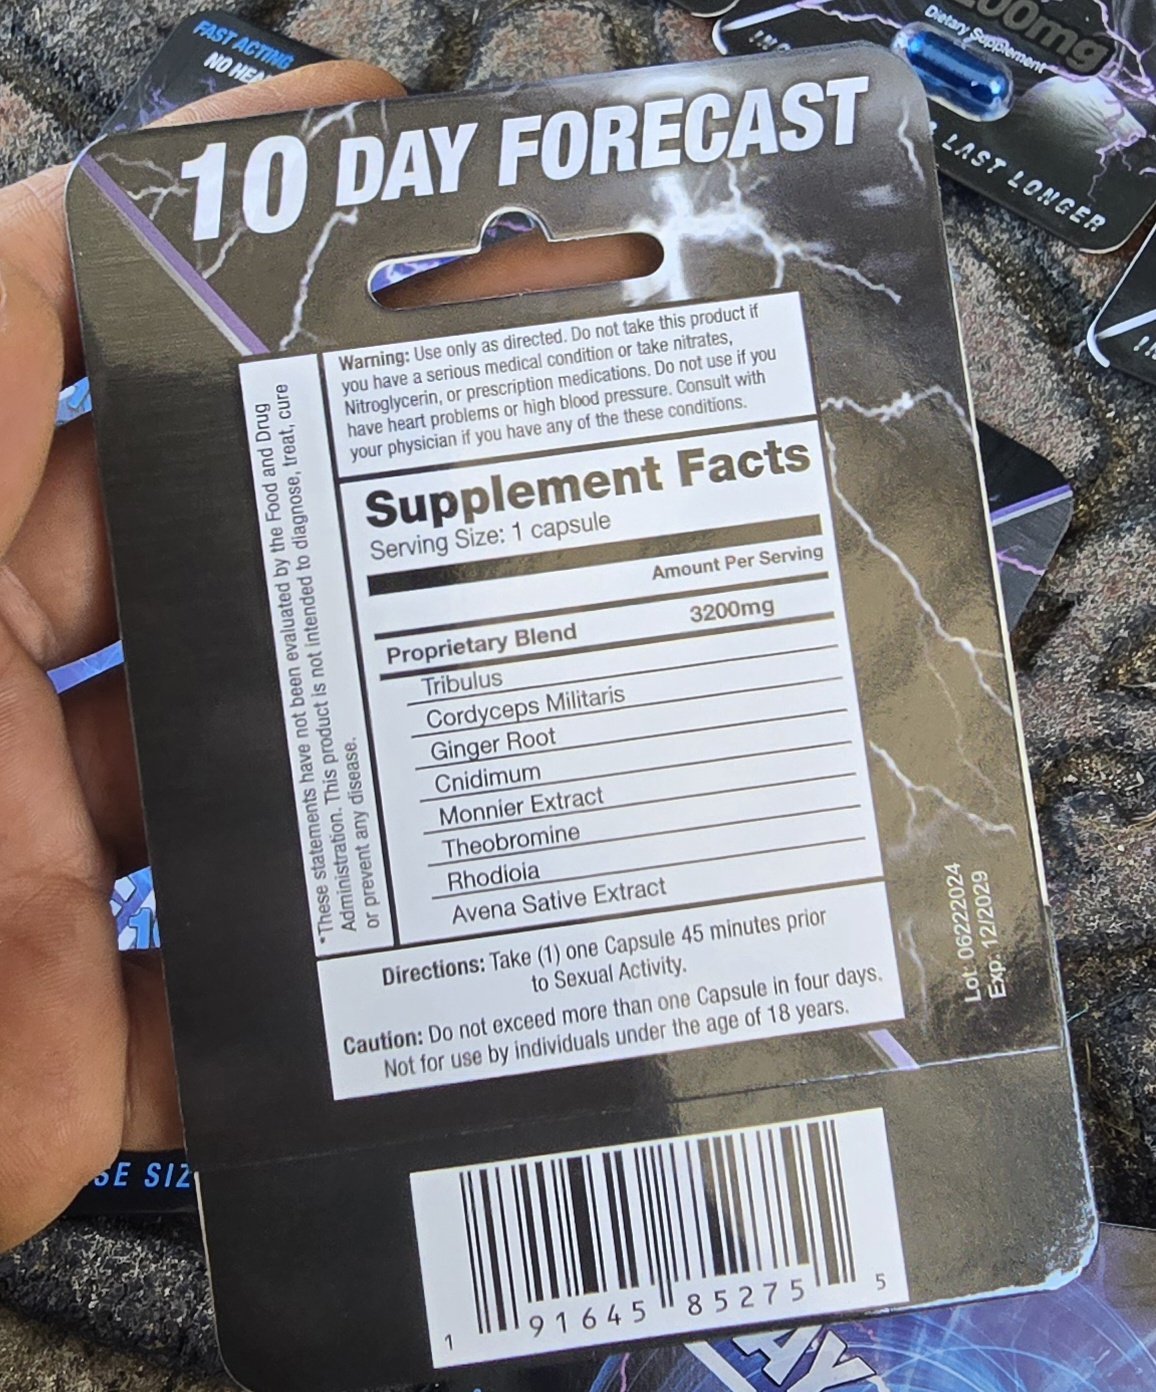 FAST ACTING
NO HEA
00mg
Dietary Supplement
LAST LONGER
10 DAY FORECAST
Warning: Use only as directed. Do not take this product if
you have a serious medical condition or take nitrates,
Nitroglycerin, or prescription medications. Do not use if you
have heart problems or high blood pressure. Consult with
your physician if you have any of the these conditions.
*These statements have not been evaluated by the Food and Drug
Administration. This product is not intended to diagnose, treat, cure
or prevent any disease.
Supplement Facts
Serving Size: 1 capsule
Amount Per Serving
Proprietary Blend 3200mg
Tribulus
Cordyceps Militaris
Ginger Root
Cnidimum
Monnier Extract
Theobromine
Rhodiola
Avena Sative Extract
Directions: Take (1) one Capsule 45 minutes prior
to Sexual Activity.
Caution: Do not exceed more than one Capsule in four days.
Not for use by individuals under the age of 18 years.
Lot: 06222024
Exp: 12/2029
SE SIZ
1 91645 85275 5
AY